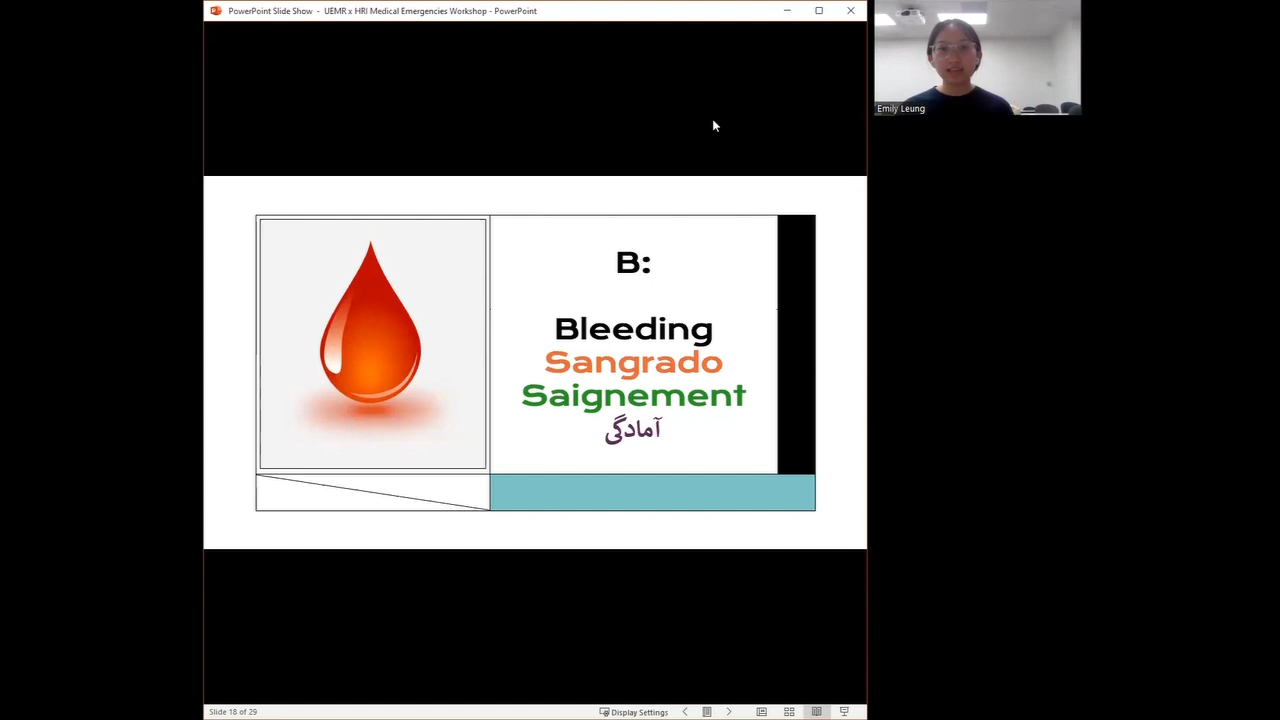 PowerPoint Slide Show - UEMR x HRI Medical Emergencies Workshop - PowerPoint
Emily Leung
B:
Bleeding
Sangrado
Saignement
آمادگی
Slide 18 of 29
Display Settings